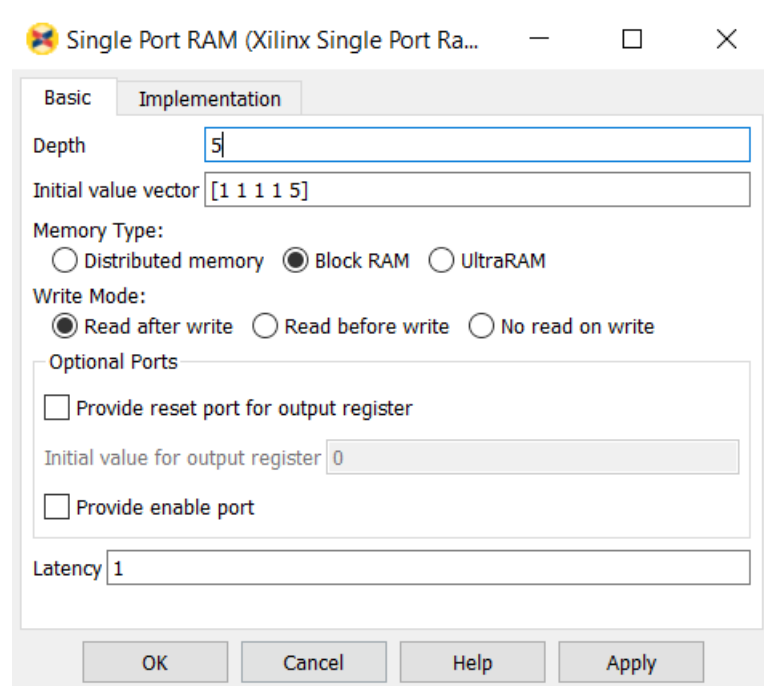 Single Port RAM (Xilinx Single Port Ra...
Basic Implementation
Depth 5
Initial value vector [1 1 1 1 5]
Memory Type:
Distributed memory Block RAM UltraRAM
Write Mode:
Read after write Read before write No read on write
Optional Ports
Provide reset port for output register
Initial value for output register 0
Provide enable port
Latency 1
OK Cancel Help Apply